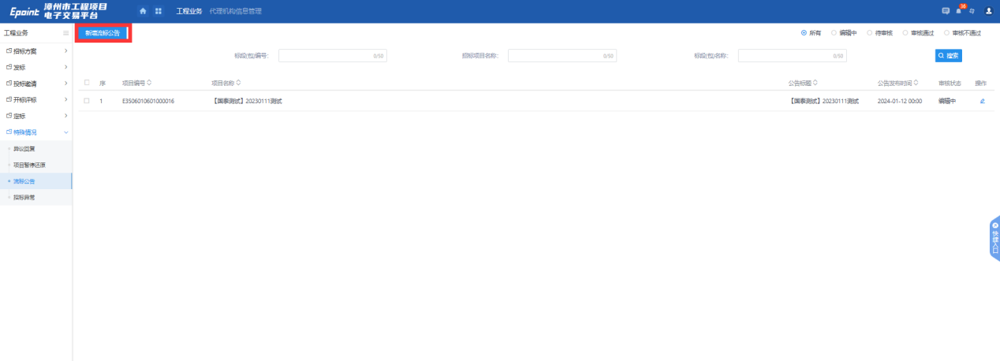 Epoint 漳州市工程项目
电子交易平台
工程业务 代理机构信息管理
36
工程业务
新增流标公告
所有 编辑中 待审核 审核通过 审核不通过
招标方案
发标
投标邀请
开标评标
定标
特殊情况
异议回复
项目暂停还原
流标公告
招标异常
标段(包)编号: 0/50 招标项目名称: 0/50 标段(包)名称: 0/50 搜索
序 项目编号 项目名称 公告标题 公告发布时间 审核状态 操作
1 E3506010601000016 【国泰测试】20230111测试 【国泰测试】20230111测试 2024-01-12 00:00 编辑中
快捷入口